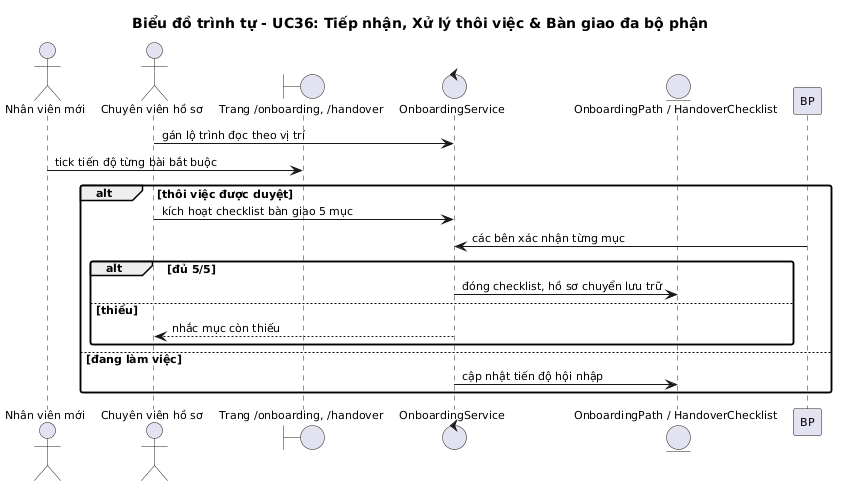 Biểu đồ trình tự - UC36: Tiếp nhận, Xử lý thôi việc & Bàn giao đa bộ phận
Nhân viên mới
Chuyên viên hồ sơ
Trang /onboarding, /handover
OnboardingService
OnboardingPath / HandoverChecklist
BP
gán lộ trình đọc theo vị trí
tick tiến độ từng bài bắt buộc
alt
[thôi việc được duyệt]
kích hoạt checklist bàn giao 5 mục
các bên xác nhận từng mục
alt
[đủ 5/5]
đóng checklist, hồ sơ chuyển lưu trữ
[thiếu]
nhắc mục còn thiếu
[đang làm việc]
cập nhật tiến độ hội nhập
Nhân viên mới
Chuyên viên hồ sơ
Trang /onboarding, /handover
OnboardingService
OnboardingPath / HandoverChecklist
BP